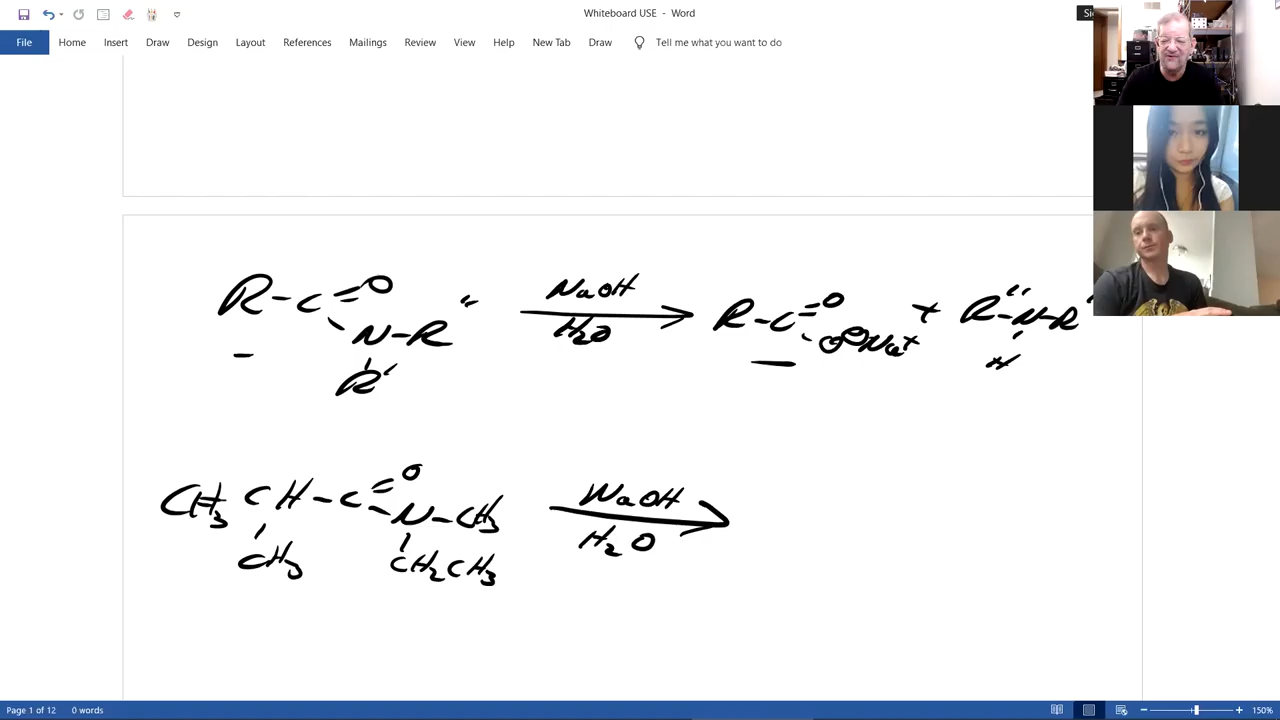 Whiteboard USE - Word
File Home Insert Draw Design Layout References Mailings Review View Help New Tab Draw Tell me what you want to do
R-C=O
N-R"
R'
NaOH
H2O
R-C=O
O⊖Na+
+ R"-N-R'
H
CH3CH-C=O
CH3
N-CH3
CH2CH3
NaOH
H2O
Page 1 of 12 0 words 150%